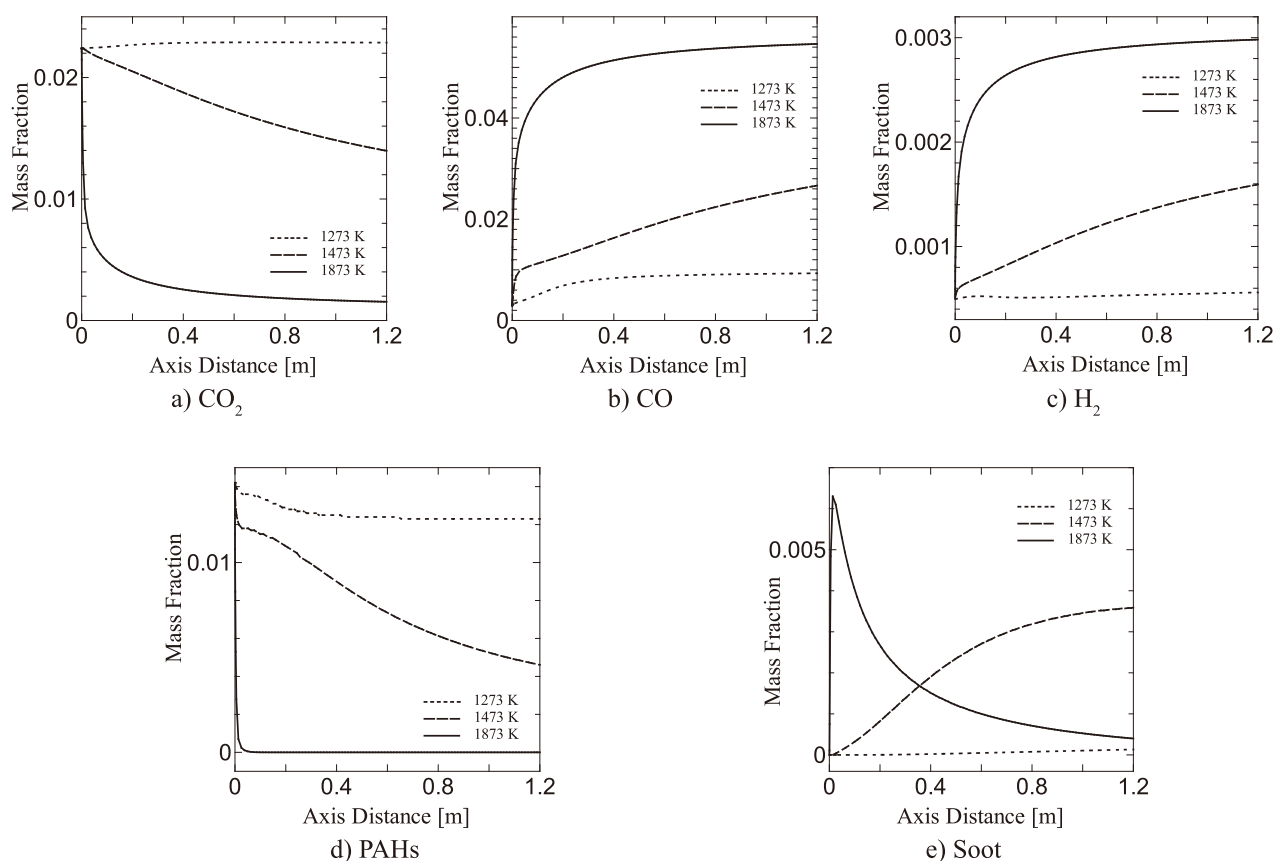 Mass Fraction
0.02
0.01
0
1273 K
1473 K
1873 K
0 0.4 0.8 1.2
Axis Distance [m]
a) CO2
Mass Fraction
0.04
0.02
0
1273 K
1473 K
1873 K
0 0.4 0.8 1.2
Axis Distance [m]
b) CO
Mass Fraction
0.003
0.002
0.001
1273 K
1473 K
1873 K
0 0.4 0.8 1.2
Axis Distance [m]
c) H2
Mass Fraction
0.01
0
1273 K
1473 K
1873 K
0 0.4 0.8 1.2
Axis Distance [m]
d) PAHs
Mass Fraction
0.005
0
1273 K
1473 K
1873 K
0 0.4 0.8 1.2
Axis Distance [m]
e) Soot